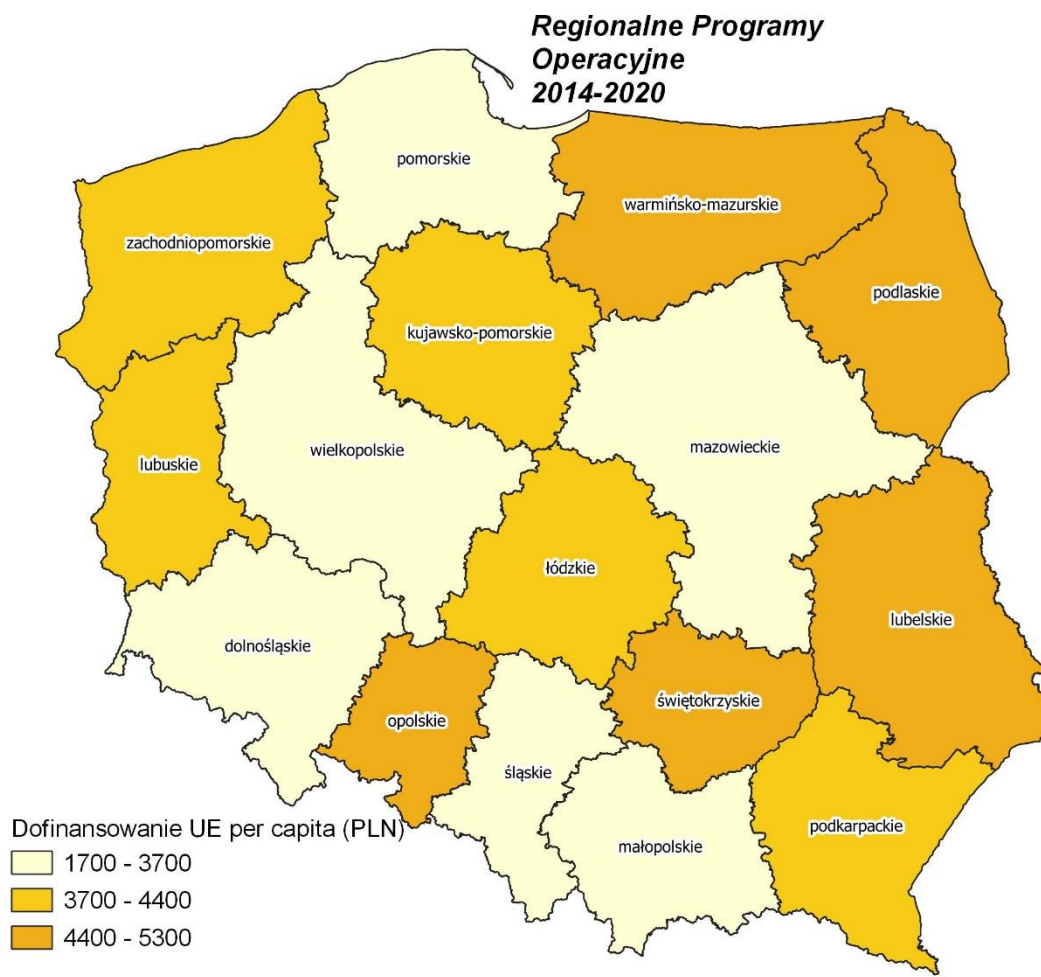 Regionalne Programy
Operacyjne
2014-2020
pomorskie
warmińsko-mazurskie
zachodniopomorskie
podlaskie
kujawsko-pomorskie
wielkopolskie
mazowieckie
lubuskie
łódzkie
lubelskie
dolnośląskie
świętokrzyskie
opolskie
śląskie
podkarpackie
małopolskie
Dofinansowanie UE per capita (PLN)
1700 - 3700
3700 - 4400
4400 - 5300